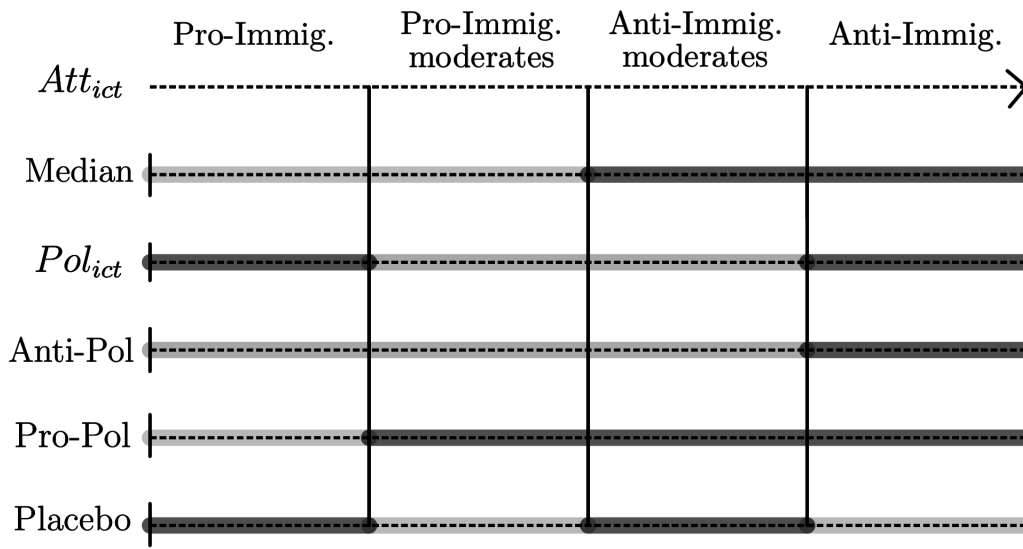 Pro-Immig.
Pro-Immig.
moderates
Anti-Immig.
moderates
Anti-Immig.
Att_ict
Median
Pol_ict
Anti-Pol
Pro-Pol
Placebo